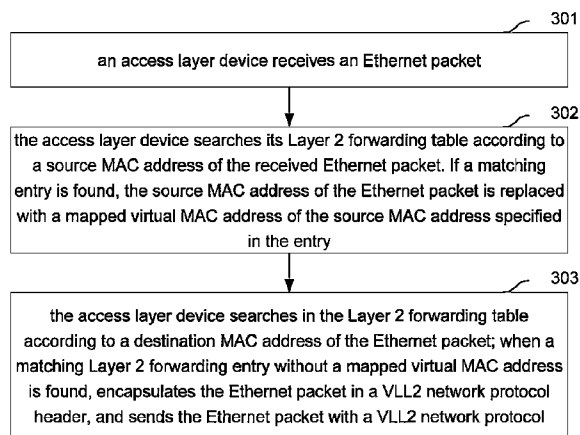 301
an access layer device receives an Ethernet packet
302
the access layer device searches its Layer 2 forwarding table according to
a source MAC address of the received Ethernet packet. If a matching
entry is found, the source MAC address of the Ethernet packet is replaced
with a mapped virtual MAC address of the source MAC address specified
in the entry
303
the access layer device searches in the Layer 2 forwarding table
according to a destination MAC address of the Ethernet packet; when a
matching Layer 2 forwarding entry without a mapped virtual MAC address
is found, encapsulates the Ethernet packet in a VLL2 network protocol
header, and sends the Ethernet packet with a VLL2 network protocol